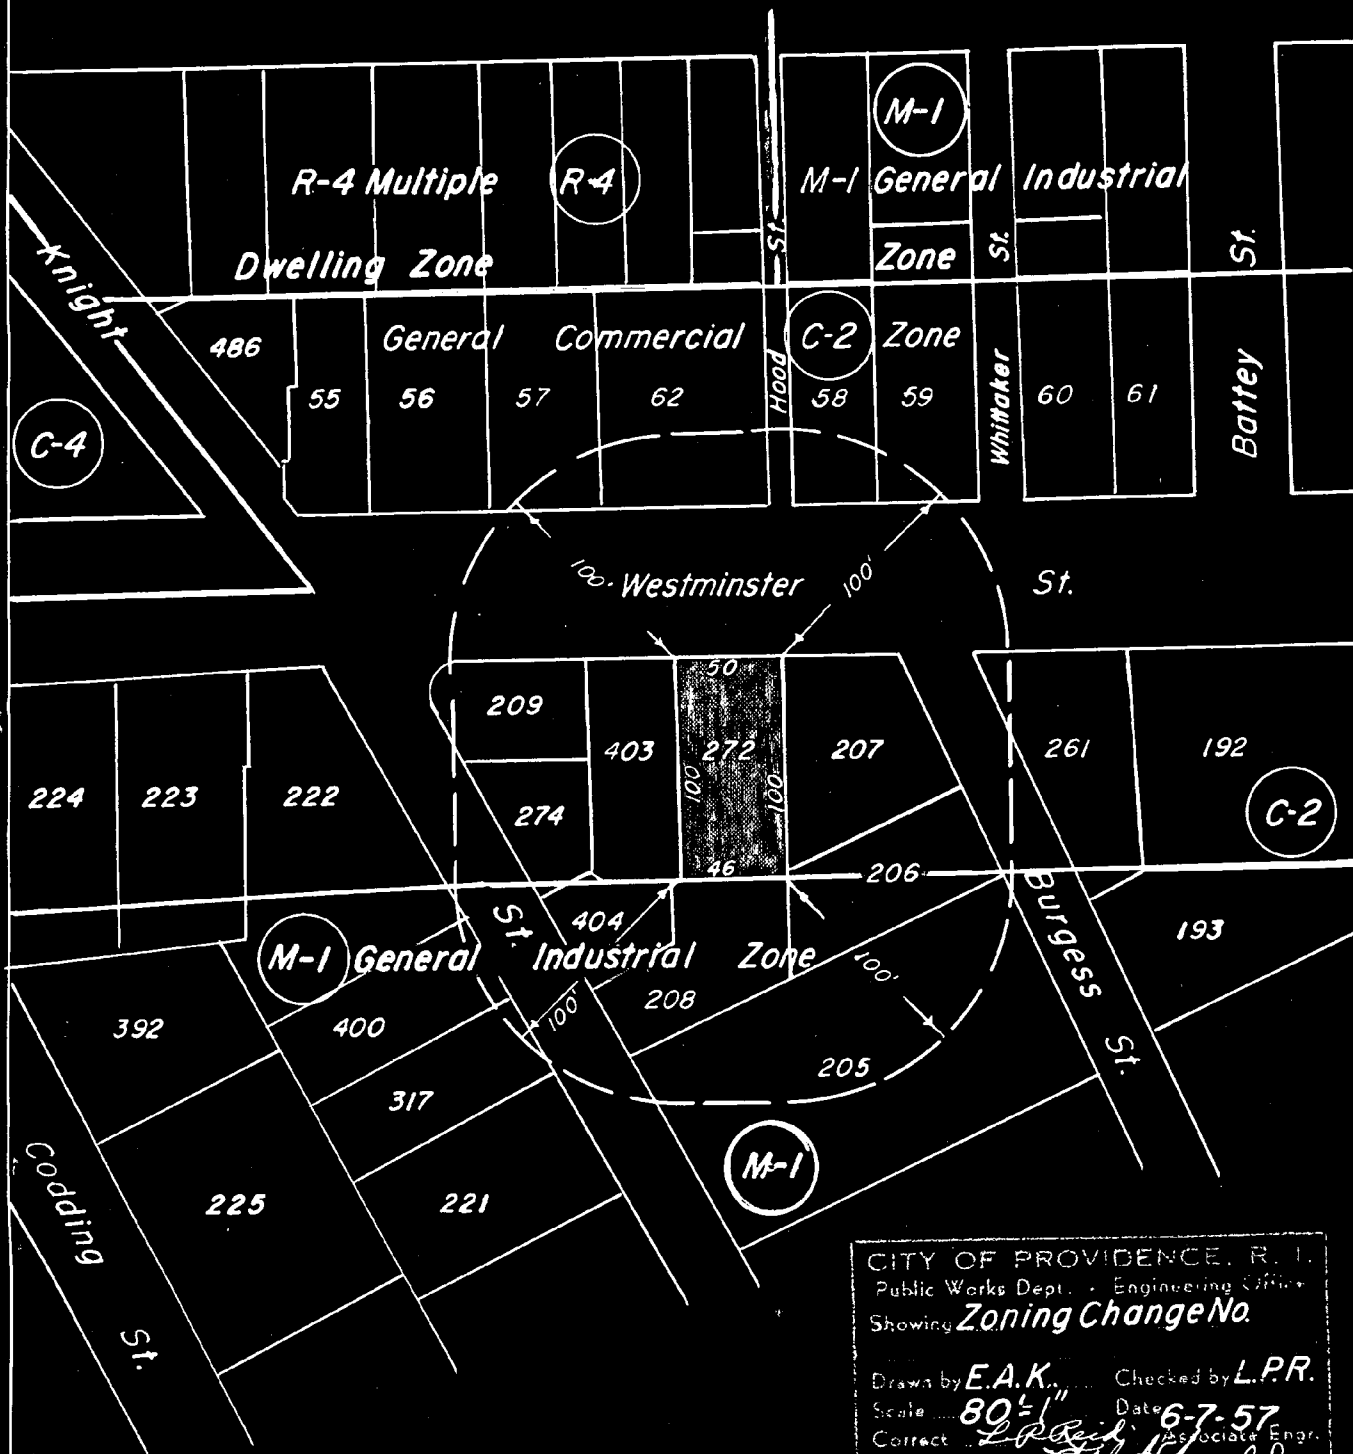 M-1
R-4 Multiple R-4 M-1 General Industrial
Dwelling Zone St. Zone St. St.
Knight
486 General Commercial C-2 Zone
55 56 57 62 Hood 58 59 Whittaker 60 61 Battey
C-4
100' Westminster 100' St.
50
209
403 272 207 261 192
100 100
224 223 222 274 C-2
46
206
404 St. Burgess
193
M-1 General Industrial Zone
100' 100'
392 400 208
St.
317 205
M-1
Codding
225 221
St.
CITY OF PROVIDENCE, R. I.
Public Works Dept. - Engineering Office
Showing Zoning Change No.
Drawn by E.A.K. Checked by L.P.R.
Scale 80'=1" Date 6-7-57
Correct L P Reid Associate Engr.